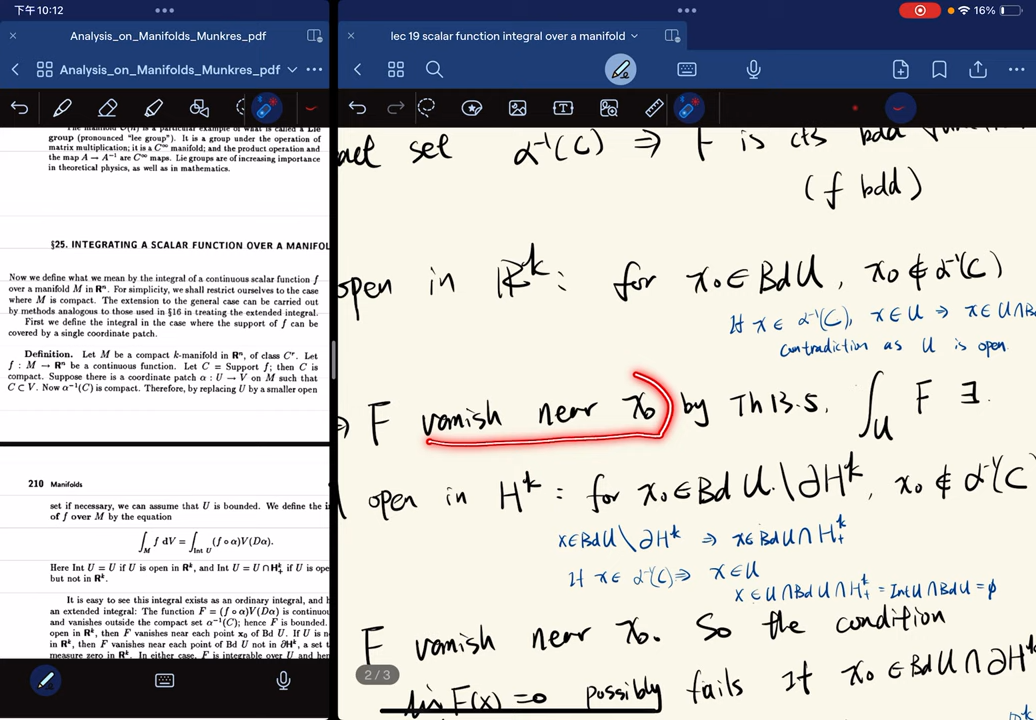 下午10:12
16%
Analysis_on_Manifolds_Munkres_pdf
lec 19 scalar function integral over a manifold
Analysis_on_Manifolds_Munkres_pdf
The manifold O(n) is a particular example of what is called a Lie
group (pronounced "lee group"). It is a group under the operation of
matrix multiplication; it is a C∞ manifold; and the product operation and
the map A → A⁻¹ are C∞ maps. Lie groups are of increasing importance
in theoretical physics, as well as in mathematics.
§25. INTEGRATING A SCALAR FUNCTION OVER A MANIFOL
Now we define what we mean by the integral of a continuous scalar function f
over a manifold M in Rⁿ. For simplicity, we shall restrict ourselves to the case
where M is compact. The extension to the general case can be carried out
by methods analogous to those used in §16 in treating the extended integral.
First we define the integral in the case where the support of f can be
covered by a single coordinate patch.
Definition. Let M be a compact k-manifold in Rⁿ, of class Cʳ. Let
f : M → Rⁿ be a continuous function. Let C = Support f; then C is
compact. Suppose there is a coordinate patch α : U → V on M such that
C ⊂ V. Now α⁻¹(C) is compact. Therefore, by replacing U by a smaller open
210 Manifolds
set if necessary, we can assume that U is bounded. We define the i
of f over M by the equation
∫_M f dV = ∫_Int U (f ∘ α)V(Dα).
Here Int U = U if U is open in Rᵏ, and Int U = U ∩ H₊ᵏ if U is ope
but not in Rᵏ.
It is easy to see this integral exists as an ordinary integral, and h
an extended integral: The function F = (f ∘ α)V(Dα) is continuou
and vanishes outside the compact set α⁻¹(C); hence F is bounded.
open in Rᵏ, then F vanishes near each point x₀ of Bd U. If U is n
in Rᵏ, then F vanishes near each point of Bd U not in ∂Hᵏ, a set
measure zero in Rᵏ. In either case, F is integrable over U and hen
act set α⁻¹(C) ⇒ F is cts bdd
(f bdd)
open in Rᵏ: for x₀ ∈ Bd U, x₀ ∉ α⁻¹(C)
If x ∈ α⁻¹(C), x ∈ U ⇒ x ∈ U ∩ B
contradiction as U is open
⇒ F vanish near x₀ by Th 13.5. ∫_U F ∃.
open in Hᵏ = for x₀ ∈ Bd U \ ∂Hᵏ, x₀ ∉ α⁻¹(C
x ∈ Bd U \ ∂Hᵏ ⇒ x ∈ Bd U ∩ H₊ᵏ
If x ∈ α⁻¹(C) ⇒ x ∈ U
x ∈ U ∩ Bd U ∩ H₊ᵏ = Int U ∩ Bd U = φ
F vanish near x₀. So the condition
lim F(x) = 0 possibly fails if x₀ ∈ Bd U ∩ ∂Hᵏ
2 / 3